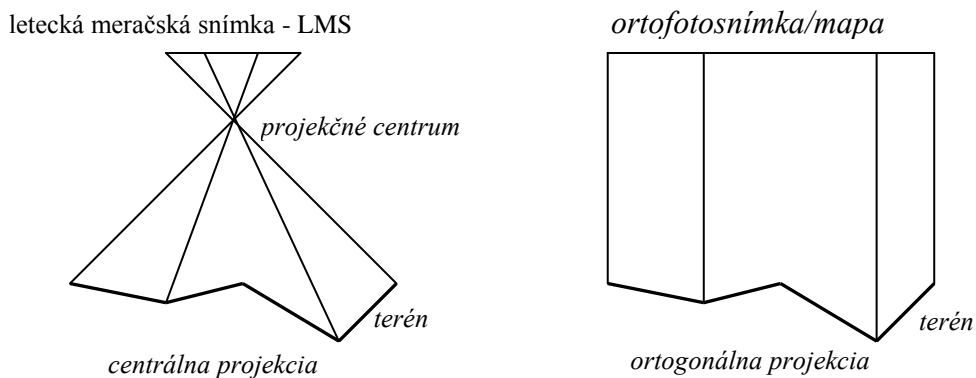 letecká meračská snímka - LMS
ortofotosnímka/mapa
projekčné centrum
terén
terén
centrálna projekcia
ortogonálna projekcia